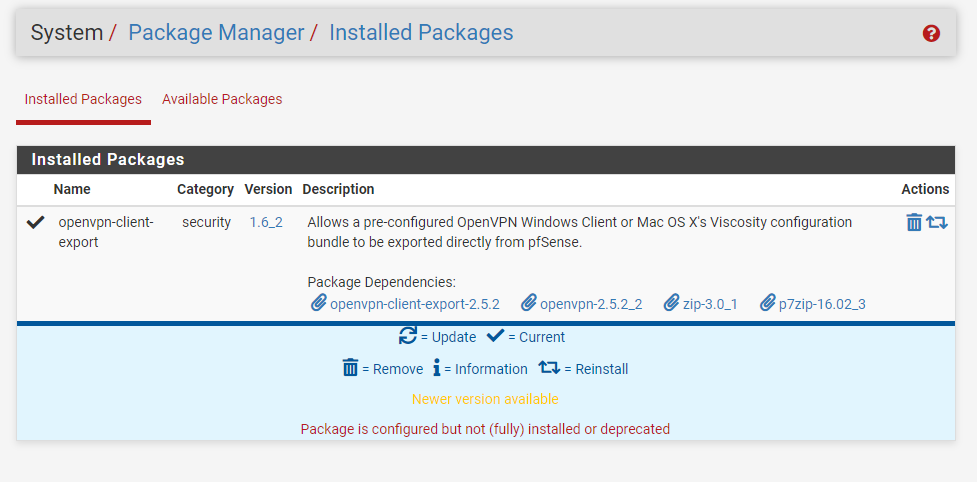 System / Package Manager / Installed Packages
Installed Packages Available Packages
Installed Packages
Name Category Version Description Actions
openvpn-client- security 1.6_2 Allows a pre-configured OpenVPN Windows Client or Mac OS X's Viscosity configuration
export bundle to be exported directly from pfSense.
Package Dependencies:
openvpn-client-export-2.5.2 openvpn-2.5.2_2 zip-3.0_1 p7zip-16.02_3
= Update = Current
= Remove = Information = Reinstall
Newer version available
Package is configured but not (fully) installed or deprecated